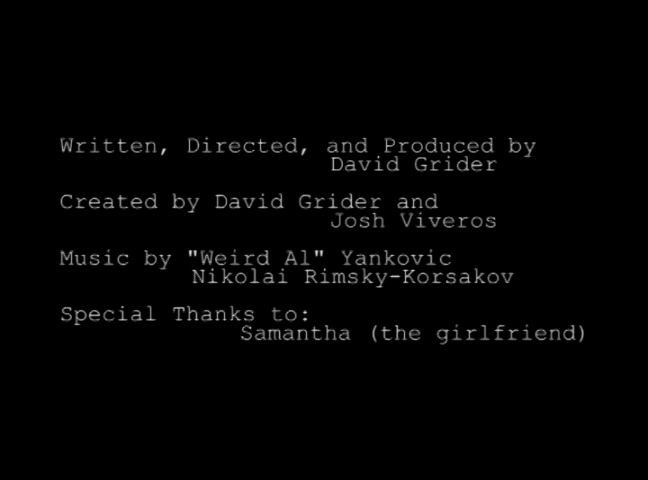 Written, Directed, and Produced by
David Grider
Created by David Grider and
Josh Viveros
Music by "Weird Al" Yankovic
Nikolai Rimsky-Korsakov
Special Thanks to:
Samantha (the girlfriend)